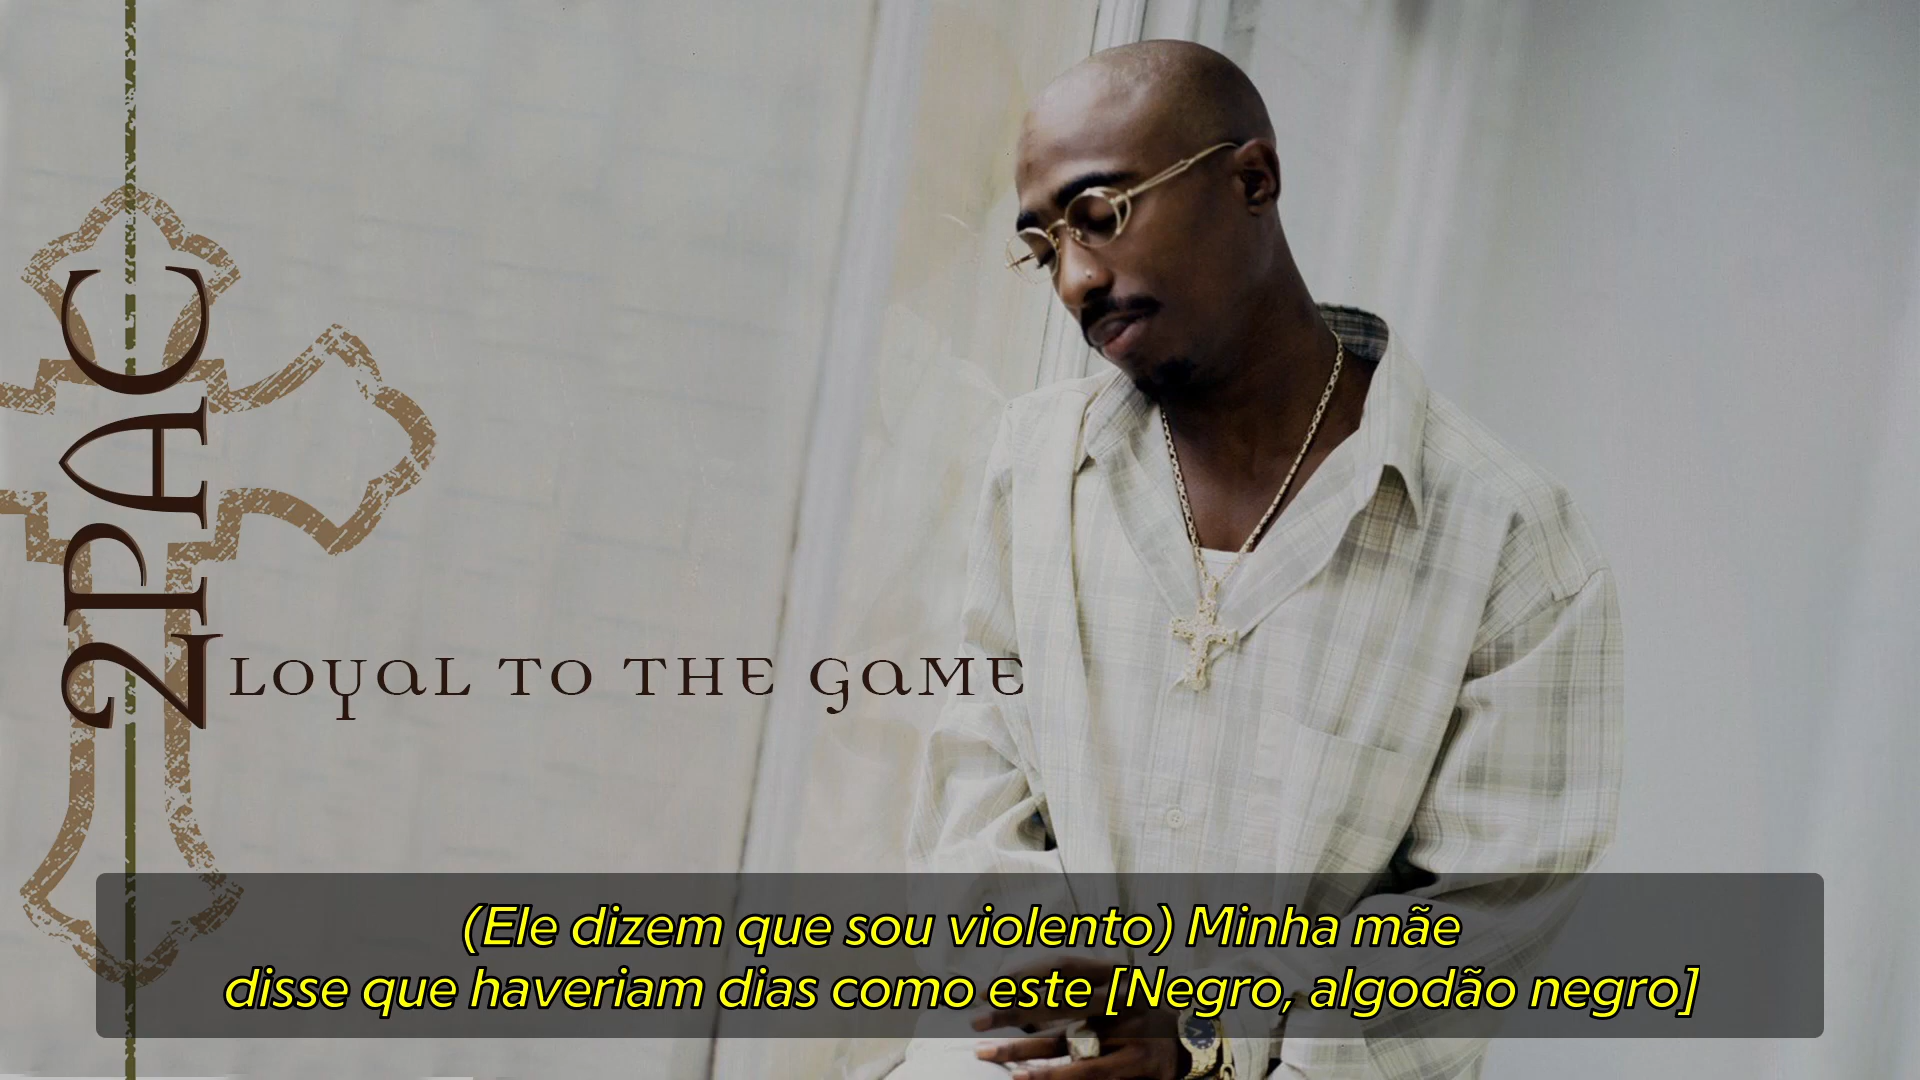 2PAC
LOYAL TO THE GAME
(Ele dizem que sou violento) Minha mãe
disse que haveriam dias como este [Negro, algodão negro]